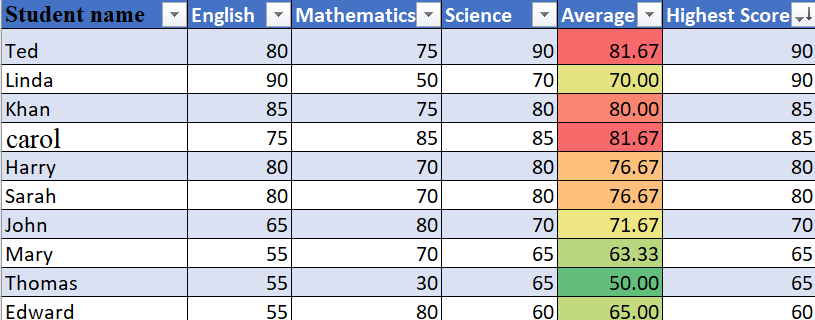 Student name English Mathematics Science Average Highest Score
Ted 80 75 90 81.67 90
Linda 90 50 70 70.00 90
Khan 85 75 80 80.00 85
carol 75 85 85 81.67 85
Harry 80 70 80 76.67 80
Sarah 80 70 80 76.67 80
John 65 80 70 71.67 70
Mary 55 70 65 63.33 65
Thomas 55 30 65 50.00 65
Edward 55 80 60 65.00 60